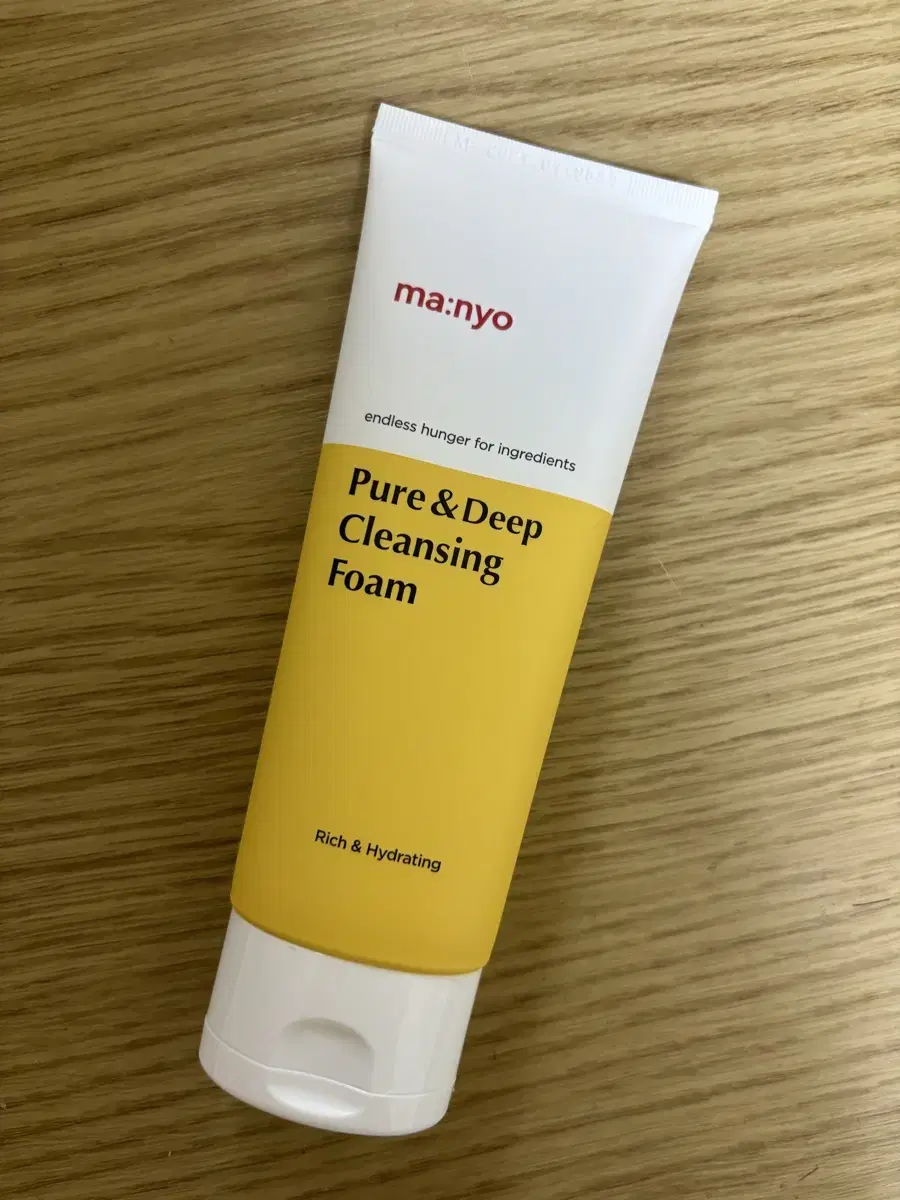 ma:nyo
endless hunger for ingredients
Pure & Deep
Cleansing
Foam
Rich & Hydrating